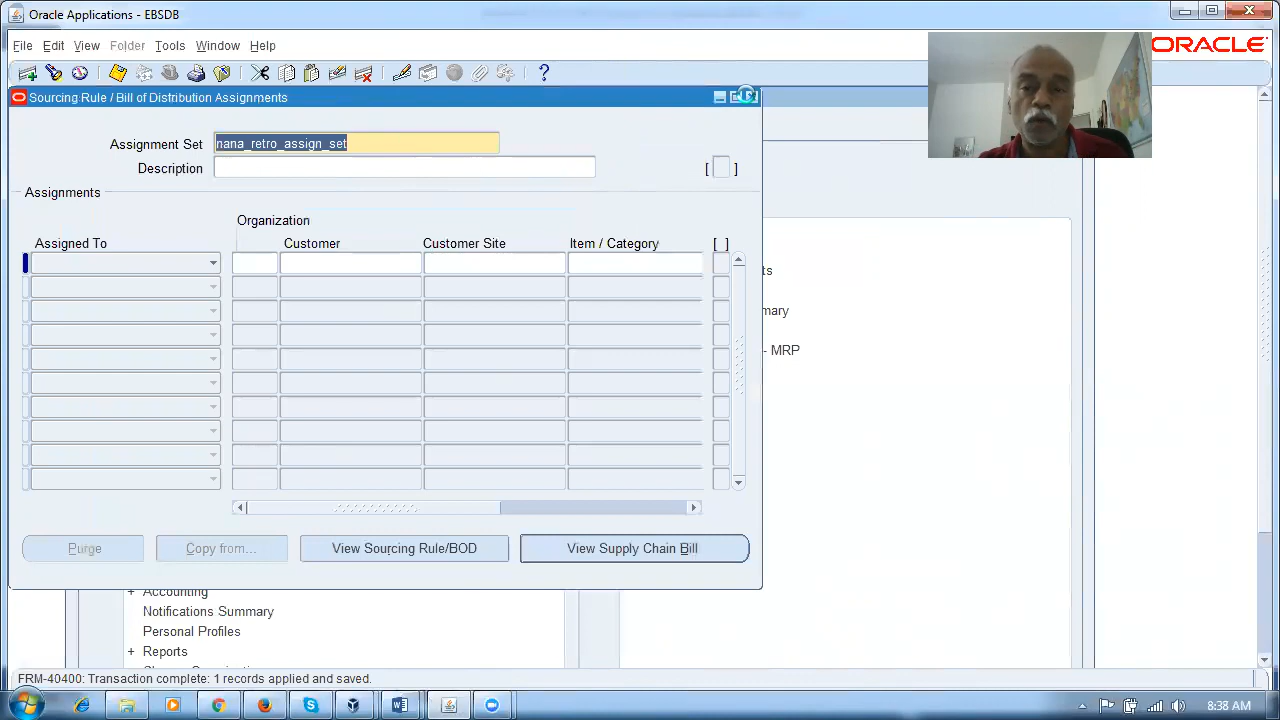 Oracle Applications - EBSDB
File Edit View Folder Tools Window Help
ORACLE
Sourcing Rule / Bill of Distribution Assignments
Assignment Set nana_retro_assign_set
Description
[ ]
Assignments
Organization
Assigned To Customer Customer Site Item / Category [ ]
ts
mary
- MRP
Purge Copy from... View Sourcing Rule/BOD View Supply Chain Bill
+ Accounting
Notifications Summary
Personal Profiles
+ Reports
FRM-40400: Transaction complete: 1 records applied and saved.
8:38 AM